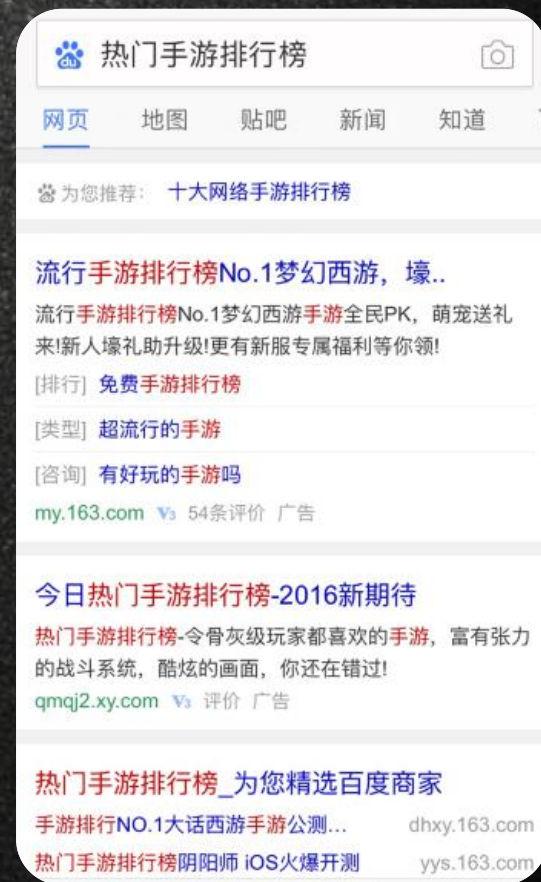 du 热门手游排行榜
网页 地图 贴吧 新闻 知道
为您推荐： 十大网络手游排行榜
流行手游排行榜No.1梦幻西游，壕..
流行手游排行榜No.1梦幻西游手游全民PK，萌宠送礼
来!新人壕礼助升级!更有新服专属福利等你领!
[排行] 免费手游排行榜
[类型] 超流行的手游
[咨询] 有好玩的手游吗
my.163.com V3 54条评价 广告
今日热门手游排行榜-2016新期待
热门手游排行榜-令骨灰级玩家都喜欢的手游，富有张力
的战斗系统，酷炫的画面，你还在错过!
qmqj2.xy.com V3 评价 广告
热门手游排行榜_为您精选百度商家
手游排行NO.1大话西游手游公测... dhxy.163.com
热门手游排行榜阴阳师 iOS火爆开测 yys.163.com